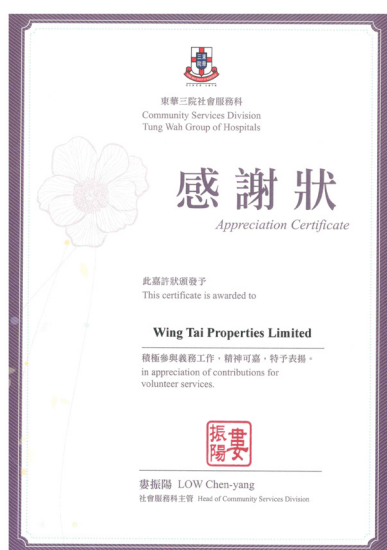 東華三院社會服務科
Community Services Division
Tung Wah Group of Hospitals
感謝狀
Appreciation Certificate
此嘉許狀頒發予
This certificate is awarded to
Wing Tai Properties Limited
積極參與義務工作，精神可嘉，特予表揚。
in appreciation of contributions for
volunteer services.
婁振陽
婁振陽 LOW Chen-yang
社會服務科主管 Head of Community Services Division